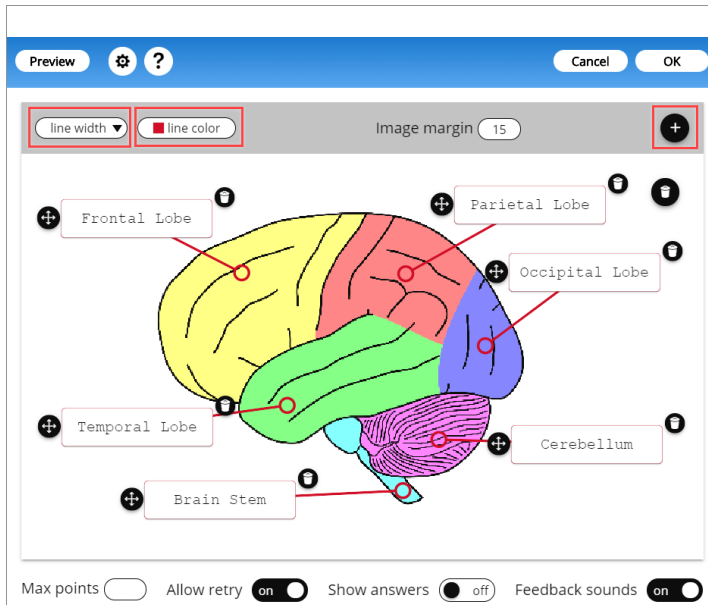 Preview ? Cancel OK
line width line color Image margin 15 +
Frontal Lobe
Parietal Lobe
Occipital Lobe
Temporal Lobe
Cerebellum
Brain Stem
Max points Allow retry on Show answers off Feedback sounds on